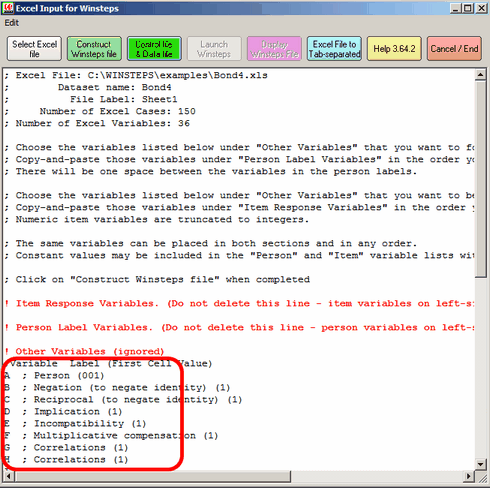 Excel Input for Winsteps
Edit
Select Excel file
Construct Winsteps file
Control file & Data file
Launch Winsteps
Display Winsteps File
Excel File to Tab-separated
Help 3.64.2
Cancel / End
; Excel File: C:\WINSTEPS\examples\Bond4.xls
; Dataset name: Bond4
; File Label: Sheet1
; Number of Excel Cases: 150
; Number of Excel Variables: 36
; Choose the variables listed below under "Other Variables" that you want to fo
; Copy-and-paste those variables under "Person Label Variables" in the order yo
; There will be one space between the variables in the person labels.
; Choose the variables listed below under "Other Variables" that you want to be
; Copy-and-paste those variables under "Item Response Variables" in the order y
; Numeric item variables are truncated to integers.
; The same variables can be placed in both sections and in any order.
; Constant values may be included in the "Person" and "Item" variable lists wit
; Click on "Construct Winsteps file" when completed
! Item Response Variables. (Do not delete this line - item variables on left-si
! Person Label Variables. (Do not delete this line - person variables on left-s
! Other Variables (ignored)
Variable Label (First Cell Value)
A ; Person (001)
B ; Negation (to negate identity) (1)
C ; Reciprocal (to negate identity) (1)
D ; Implication (1)
E ; Incompatibility (1)
F ; Multiplicative compensation (1)
G ; Correlations (1)
H ; Correlations (1)